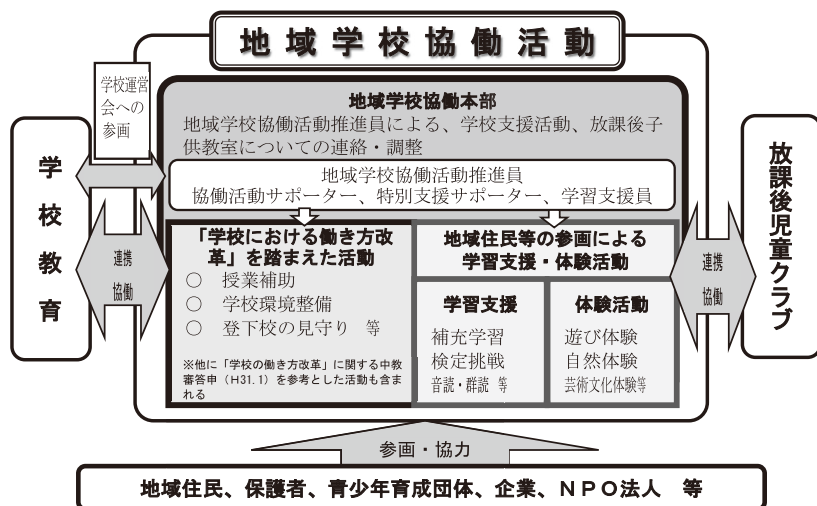 地域学校協働活動
学校運営
会への
参画
地域学校協働本部
地域学校協働活動推進員による、学校支援活動、放課後子
供教室についての連絡・調整
地域学校協働活動推進員
協働活動サポーター、特別支援サポーター、学習支援員
学校教育
連携
協働
「学校における働き方改
革」を踏まえた活動
○ 授業補助
○ 学校環境整備
○ 登下校の見守り 等
※他に「学校の働き方改革」に関する中教
審答申（H31.1）を参考とした活動も含ま
れる
地域住民等の参画による
学習支援・体験活動
学習支援
補充学習
検定挑戦
音読・群読 等
体験活動
遊び体験
自然体験
芸術文化体験等
連携
協働
放課後児童クラブ
参画・協力
地域住民、保護者、青少年育成団体、企業、ＮＰＯ法人 等